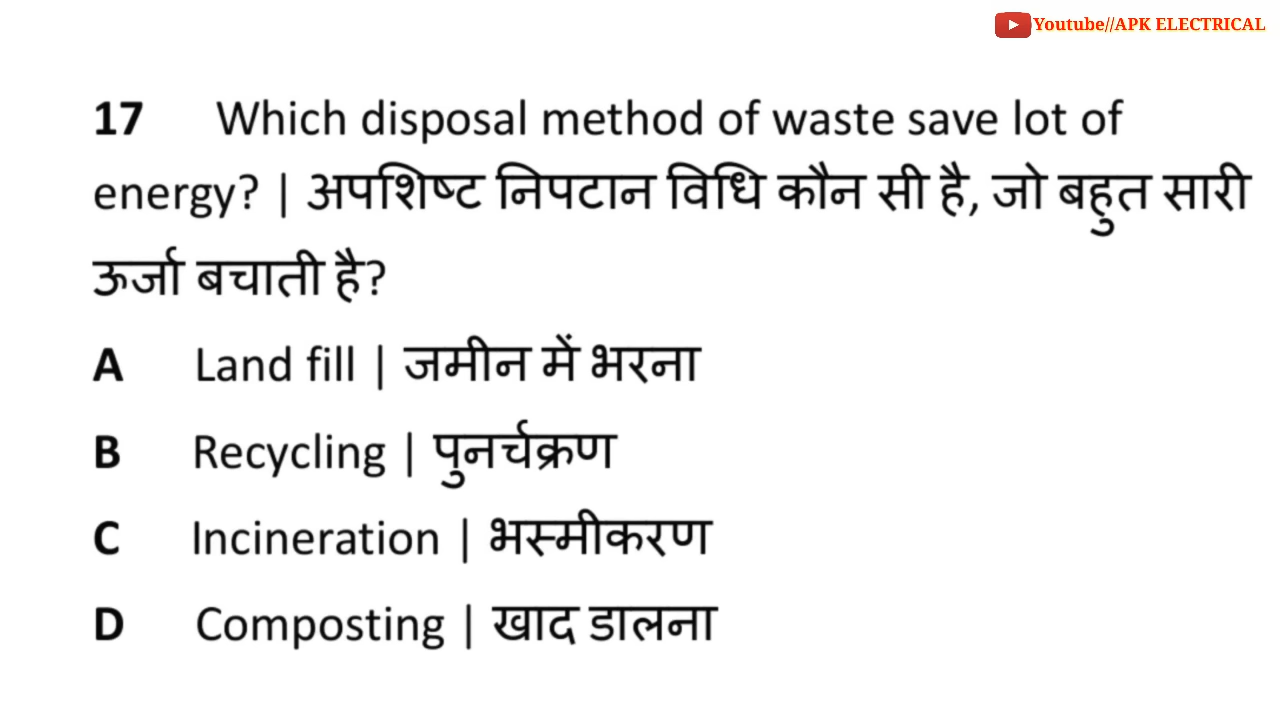 Youtube//APK ELECTRICAL
17 Which disposal method of waste save lot of
energy? | अपशिष्ट निपटान विधि कौन सी है, जो बहुत सारी
ऊर्जा बचाती है?
A Land fill | जमीन में भरना
B Recycling | पुनर्चक्रण
C Incineration | भस्मीकरण
D Composting | खाद डालना